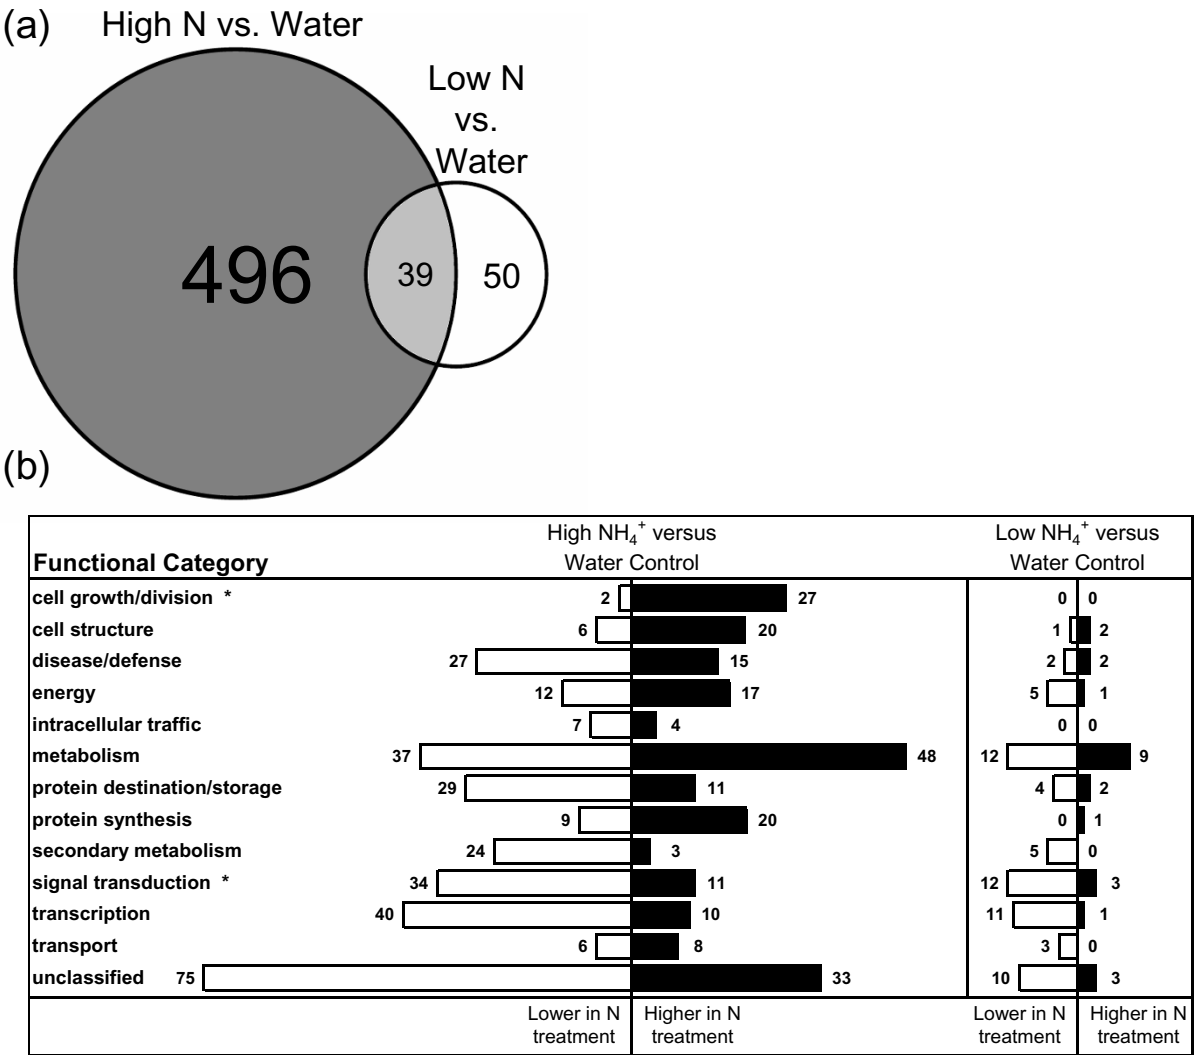 (a)
High N vs. Water
Low N
vs.
Water
496
39
50
(b)
High NH4+ versus
Water Control
Low NH4+ versus
Water Control
Functional Category
cell growth/division * 2 27 0 0
cell structure 6 20 1 2
disease/defense 27 15 2 2
energy 12 17 5 1
intracellular traffic 7 4 0 0
metabolism 37 48 12 9
protein destination/storage 29 11 4 2
protein synthesis 9 20 0 1
secondary metabolism 24 3 5 0
signal transduction * 34 11 12 3
transcription 40 10 11 1
transport 6 8 3 0
unclassified 75 33 10 3
Lower in N
treatment
Higher in N
treatment
Lower in N
treatment
Higher in N
treatment